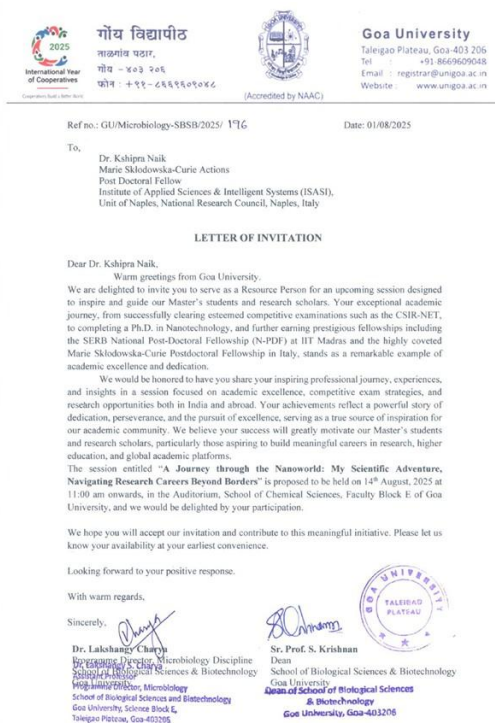 2025
International Year
of Cooperatives
Cooperatives Build a Better World
गोंय विद्यापीठ
ताळगांव पठार,
गोंय - ४०३ २०६
फोन : +९१-८६६९६०९०४८
(Accredited by NAAC)
Goa University
Taleigao Plateau, Goa-403 206
Tel : +91-8669609048
Email : registrar@unigoa.ac.in
Website : www.unigoa.ac.in
Ref no.: GU/Microbiology-SBSB/2025/ 196
Date: 01/08/2025
To,
Dr. Kshipra Naik
Marie Skłodowska-Curie Actions
Post Doctoral Fellow
Institute of Applied Sciences & Intelligent Systems (ISASI),
Unit of Naples, National Research Council, Naples, Italy
LETTER OF INVITATION
Dear Dr. Kshipra Naik,
Warm greetings from Goa University.
We are delighted to invite you to serve as a Resource Person for an upcoming session designed
to inspire and guide our Master's students and research scholars. Your exceptional academic
journey, from successfully clearing esteemed competitive examinations such as the CSIR-NET,
to completing a Ph.D. in Nanotechnology, and further earning prestigious fellowships including
the SERB National Post-Doctoral Fellowship (N-PDF) at IIT Madras and the highly coveted
Marie Skłodowska-Curie Postdoctoral Fellowship in Italy, stands as a remarkable example of
academic excellence and dedication.
We would be honored to have you share your inspiring professional journey, experiences,
and insights in a session focused on academic excellence, competitive exam strategies, and
research opportunities both in India and abroad. Your achievements reflect a powerful story of
dedication, perseverance, and the pursuit of excellence, serving as a true source of inspiration for
our academic community. We believe your success will greatly motivate our Master's students
and research scholars, particularly those aspiring to build meaningful careers in research, higher
education, and global academic platforms.
The session entitled “A Journey through the Nanoworld: My Scientific Adventure,
Navigating Research Careers Beyond Borders” is proposed to be held on 14th August, 2025 at
11:00 am onwards, in the Auditorium, School of Chemical Sciences, Faculty Block E of Goa
University, and we would be delighted by your participation.
We hope you will accept our invitation and contribute to this meaningful initiative. Please let us
know your availability at your earliest convenience.
Looking forward to your positive response.
With warm regards,
Sincerely,
Dr. Lakshangy Charya
Programme Director, Microbiology Discipline
School of Biological Sciences & Biotechnology
Goa University
Dr. Lakshangy S. Charya
Assistant Professor
Programme Director, Microbiology
School of Biological Sciences and Biotechnology
Goa University, Science Block E,
Taleigao Plateau, Goa-403206
Sr. Prof. S. Krishnan
Dean
School of Biological Sciences & Biotechnology
Goa University
Dean of School of Biological Sciences
& Biotechnology
Goa University, Goa-403206
GOA UNIVERSITY
TALEIGAO
PLATEAU